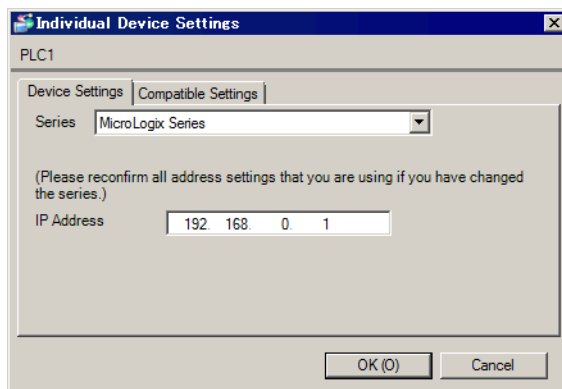 Individual Device Settings
PLC1
Device Settings Compatible Settings
Series MicroLogix Series
(Please reconfirm all address settings that you are using if you have changed
the series.)
IP Address 192. 168. 0. 1
OK (O) Cancel